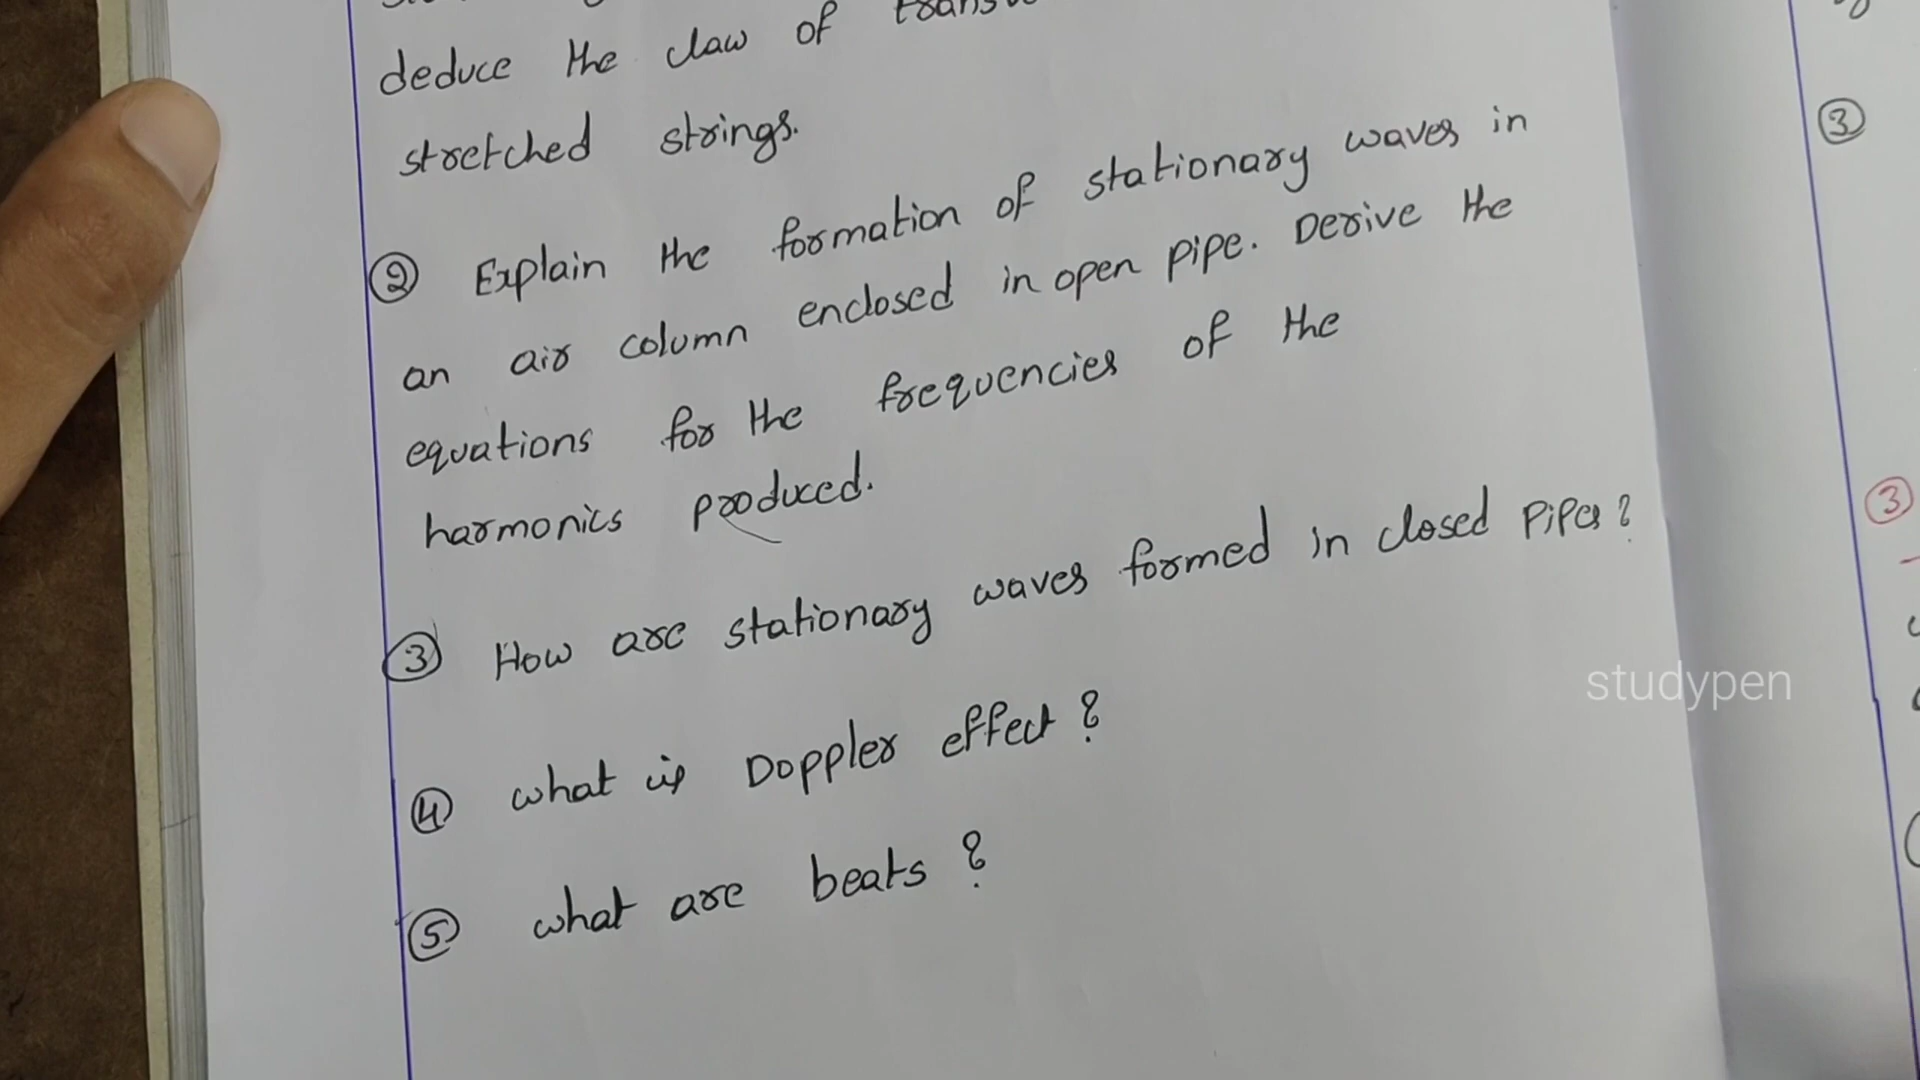 deduce the claw of
stretched strings.
② Explain the formation of stationary waves in
an air column enclosed in open pipe. Derive the
equations for the frequencies of the
harmonics produced.
③ How are stationary waves formed in closed pipes?
④ what is Doppler effect?
⑤ what are beats?
studypen
③
③